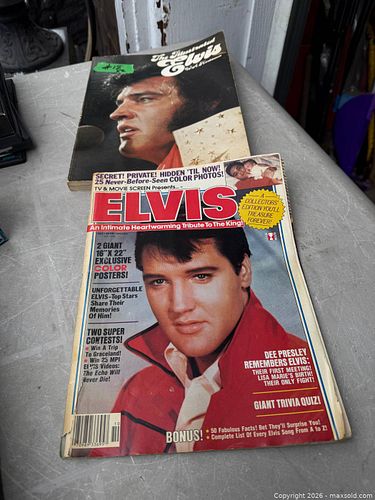 The Illustrated
Elvis
W.A. Harbinson
SECRET! PRIVATE! HIDDEN 'TIL NOW!
25 Never-Before-Seen COLOR PHOTOS!
TV & MOVIE SCREEN Presents...
ELVIS
A
COLLECTORS
EDITION YOU'LL
TREASURE
FOREVER!
An Intimate Heartwarming Tribute To The King!
2 GIANT
16" X 22"
EXCLUSIVE
COLOR
POSTERS!
UNFORGETTABLE
ELVIS-Top Stars
Share Their
Memories
Of Him!
TWO SUPER
CONTESTS!
Win A Trip
To Graceland!
Win 25 MPI
ELVIS Videos:
The Echo Will
Never Die!
DEE PRESLEY
REMEMBERS ELVIS:
THEIR FIRST MEETING!
LISA MARIE'S BIRTH!
THEIR ONLY FIGHT!
GIANT TRIVIA QUIZ!
BONUS!
• 50 Fabulous Facts! Bet They'll Surprise You!
• Complete List Of Every Elvis Song From A to Z!
Copyright 2026 - maxsold.com